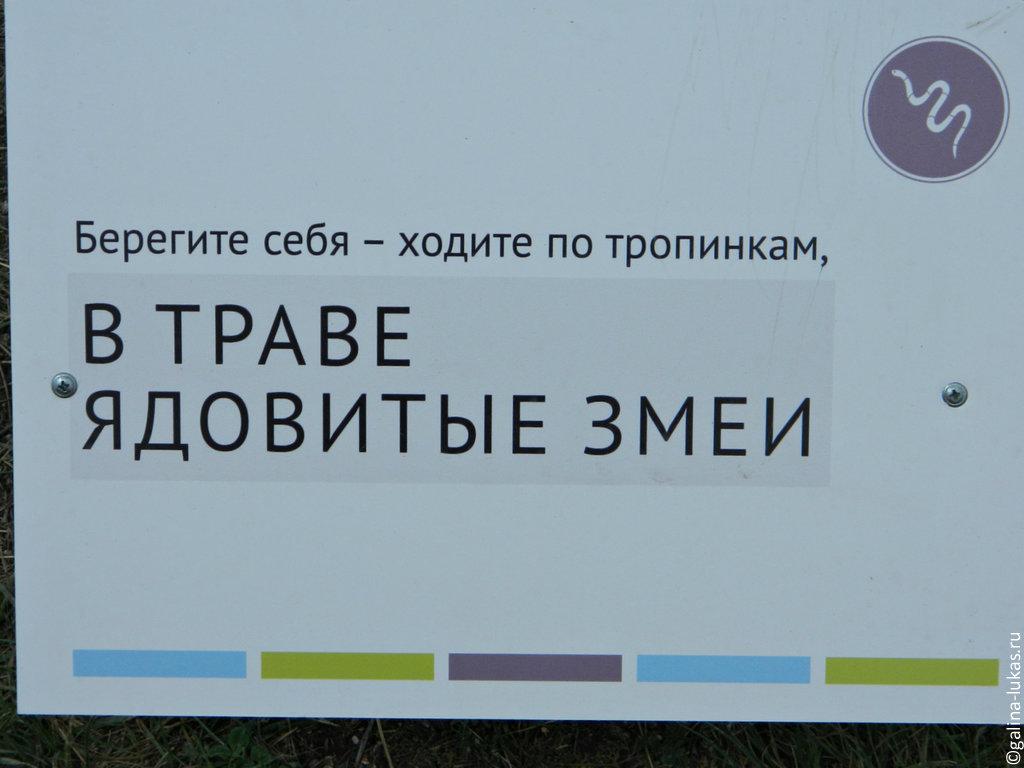 Берегите себя – ходите по тропинкам,
В ТРАВЕ
ЯДОВИТЫЕ ЗМЕИ
©galina-lukas.ru